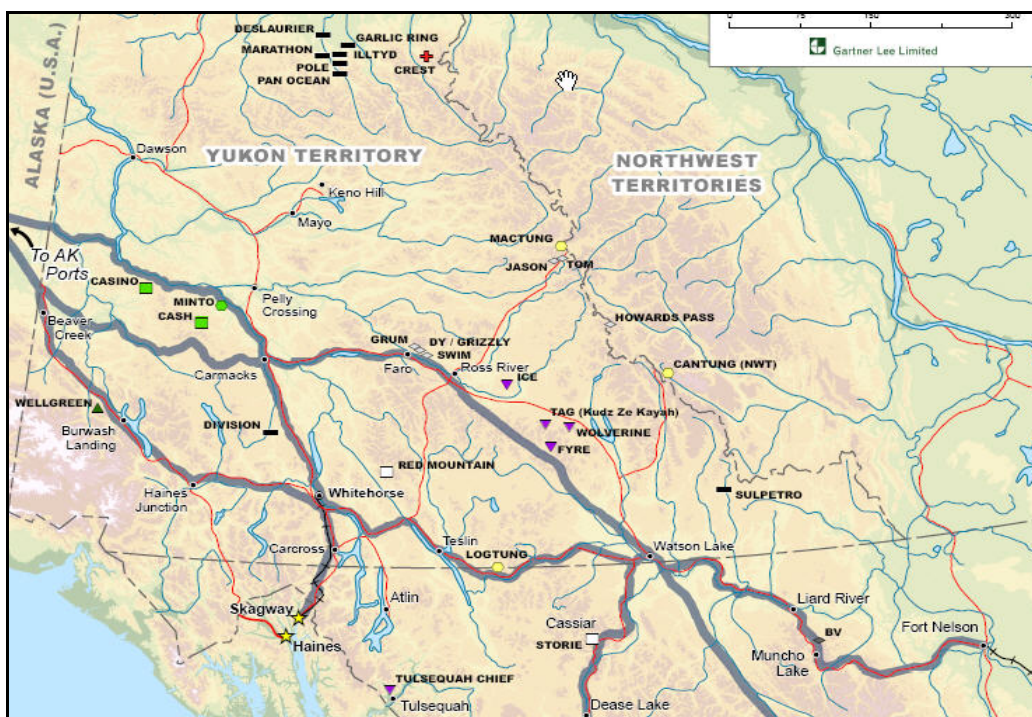 0 75 150 300
Gartner Lee Limited
DESLAURIER
GARLIC RING
MARATHON
ILLTYD
POLE
CREST
PAN OCEAN
ALASKA (U.S.A.)
Dawson
YUKON TERRITORY
NORTHWEST
TERRITORIES
Keno Hill
Mayo
MACTUNG
JASON
TOM
To AK
Ports
CASINO
MINTO
Pelly
Crossing
CASH
Beaver
Creek
HOWARDS PASS
GRUM
DY / GRIZZLY
SWIM
Faro
Ross River
Carmacks
CANTUNG (NWT)
ICE
WELLGREEN
Burwash
Landing
DIVISION
TAG (Kudz Ze Kayah)
WOLVERINE
FYRE
RED MOUNTAIN
Haines
Junction
Whitehorse
SULPETRO
Carcross
Teslin
LOGTUNG
Watson Lake
Skagway
Atlin
Haines
Cassiar
STORIE
Liard River
BV
Fort Nelson
Muncho
Lake
TULSEQUAH CHIEF
Tulsequah
Dease Lake